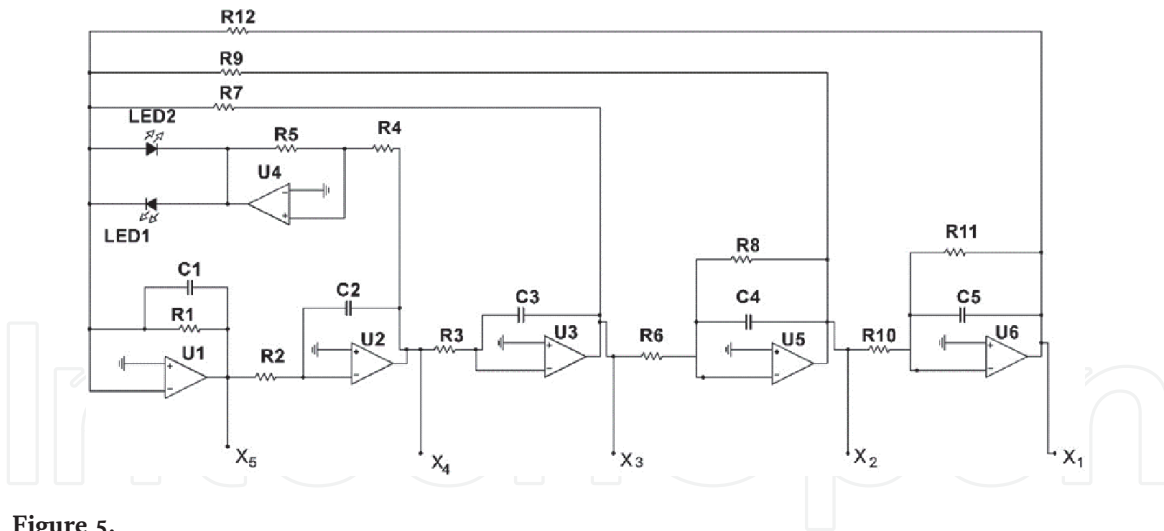 R12
R9
R7
LED2
R5
R4
U4
LED1
R11
R8
C1
C2
C3
C4
C5
R1
U1
R2
U2
R3
U3
R6
U5
R10
U6
X5
X4
X3
X2
X1
Figure 5.
IntechOpen